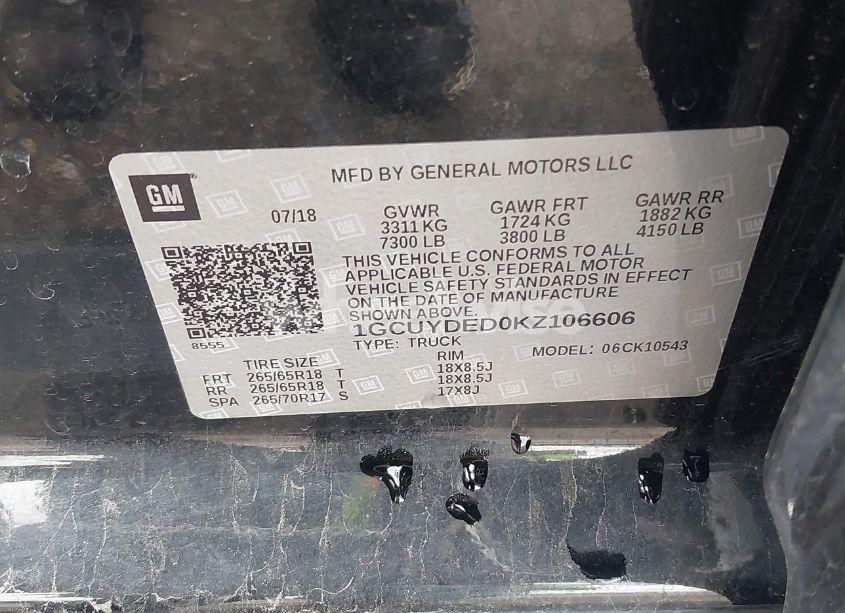 GM
MFD BY GENERAL MOTORS LLC
07/18
GVWR GAWR FRT GAWR RR
3311 KG 1724 KG 1882 KG
7300 LB 3800 LB 4150 LB
THIS VEHICLE CONFORMS TO ALL
APPLICABLE U.S. FEDERAL MOTOR
VEHICLE SAFETY STANDARDS IN EFFECT
ON THE DATE OF MANUFACTURE
SHOWN ABOVE.
1GCUYDED0KZ106606
8555
TYPE: TRUCK
MODEL: 06CK10543
TIRE SIZE RIM
FRT 265/65R18 T 18X8.5J
RR 265/65R18 T 18X8.5J
SPA 265/70R17 S 17X8J